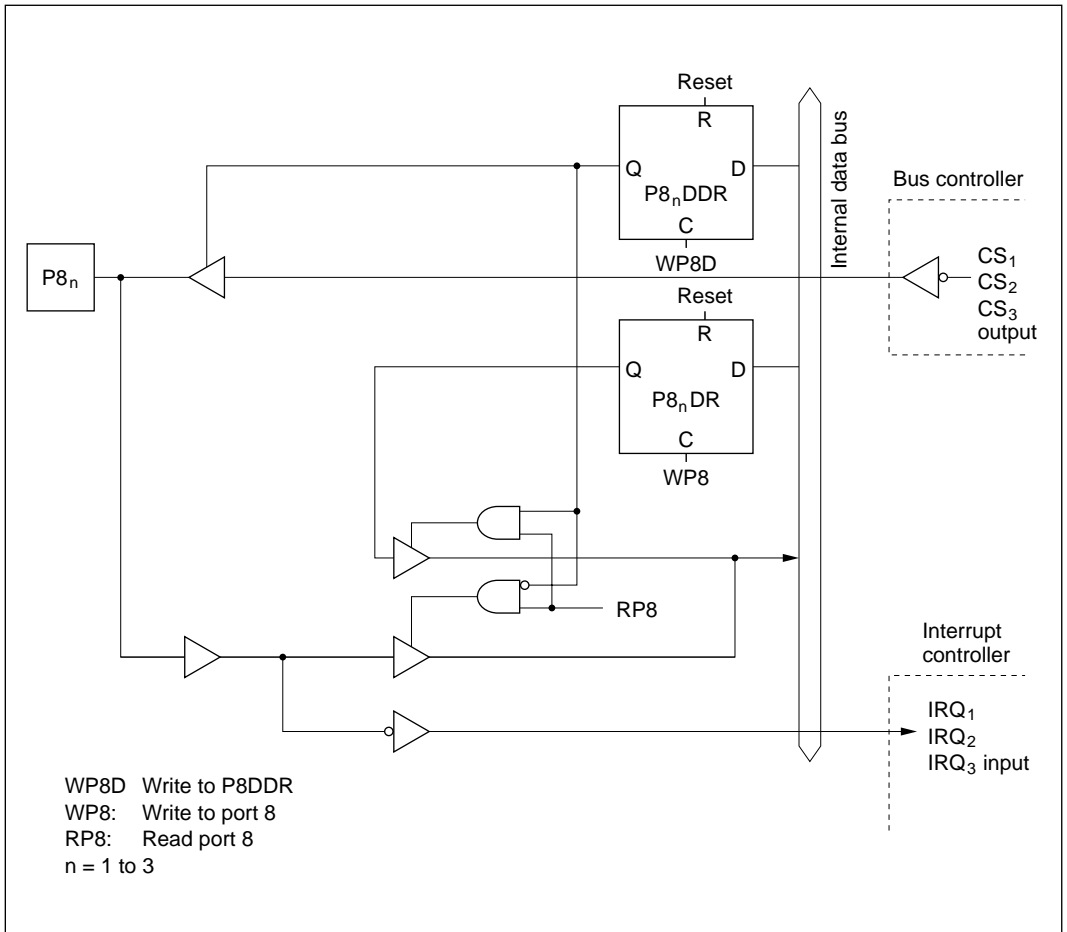 Reset
R
Q D
P8nDDR
C
WP8D
Internal data bus
Bus controller
CS1
CS2
CS3
output
P8n
Reset
R
Q D
P8nDR
C
WP8
RP8
Interrupt
controller
IRQ1
IRQ2
IRQ3 input
WP8D Write to P8DDR
WP8: Write to port 8
RP8: Read port 8
n = 1 to 3